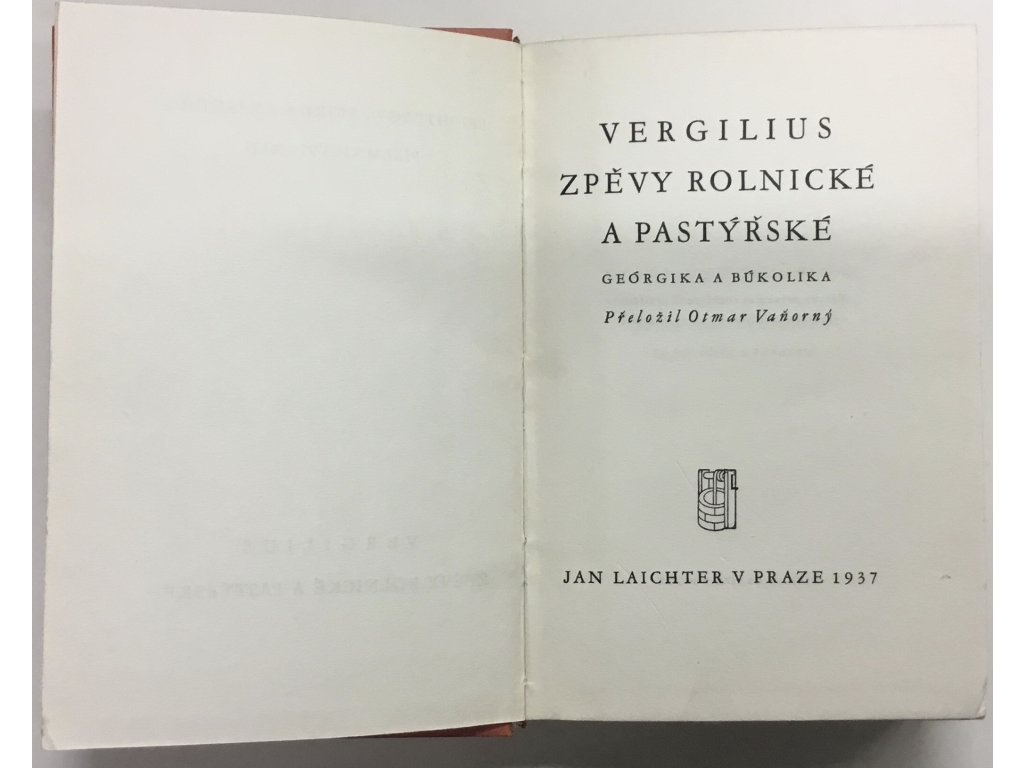 VERGILIUS
ZPĚVY ROLNICKÉ
A PASTÝŘSKÉ
GEÓRGIKA A BÚKOLIKA
Přeložil Otmar Vaňorný
JAN LAICHTER V PRAZE 1937